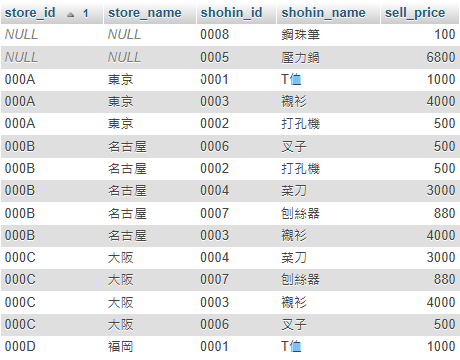 store_id 1 store_name shohin_id shohin_name sell_price
NULL NULL 0008 鋼珠筆 100
NULL NULL 0005 壓力鍋 6800
000A 東京 0001 T恤 1000
000A 東京 0003 襯衫 4000
000A 東京 0002 打孔機 500
000B 名古屋 0006 叉子 500
000B 名古屋 0002 打孔機 500
000B 名古屋 0004 菜刀 3000
000B 名古屋 0007 刨絲器 880
000B 名古屋 0003 襯衫 4000
000C 大阪 0004 菜刀 3000
000C 大阪 0007 刨絲器 880
000C 大阪 0003 襯衫 4000
000C 大阪 0006 叉子 500
000D 福岡 0001 T恤 1000